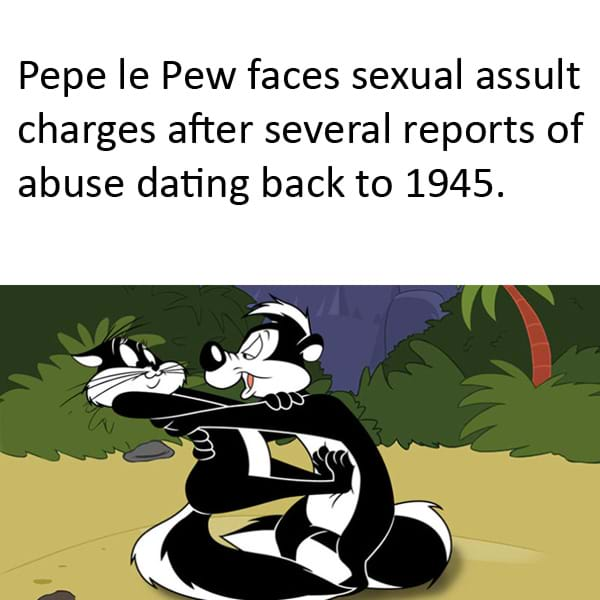 Pepe le Pew faces sexual assult
charges after several reports of
abuse dating back to 1945.